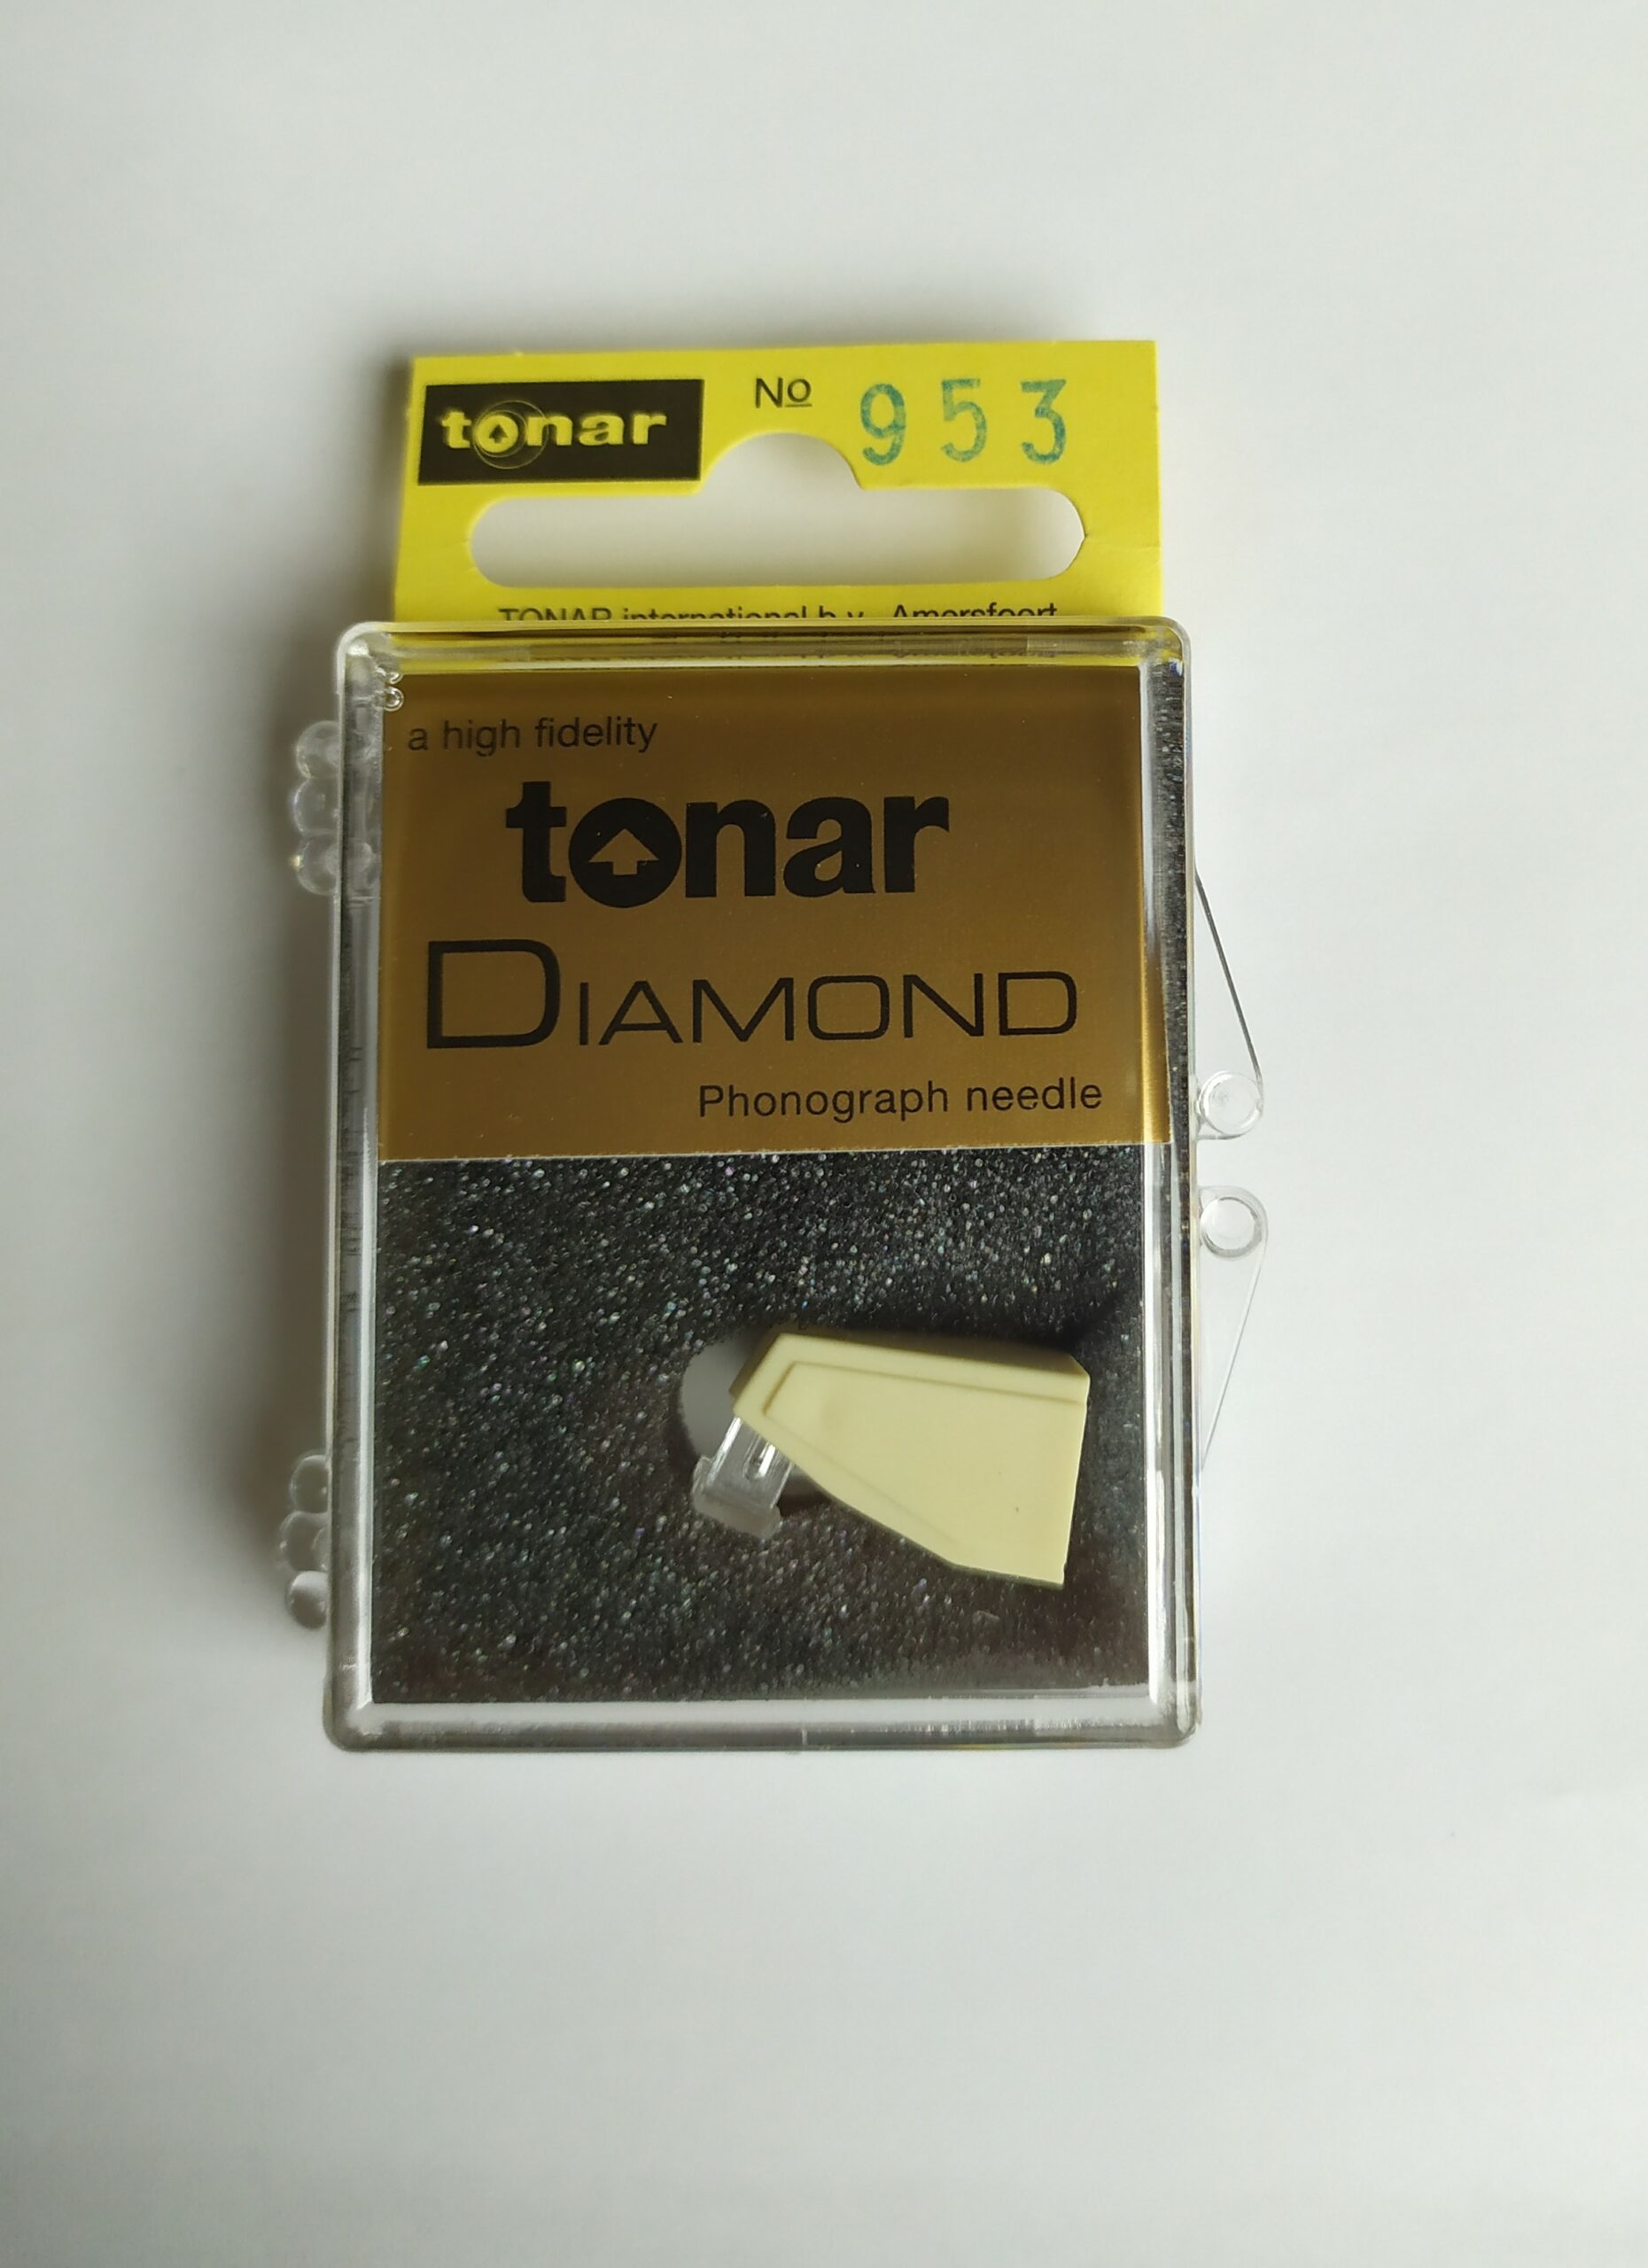 tonar No 953
TONAR international b.v. Amersfoort
a high fidelity
tonar
DIAMOND
Phonograph needle